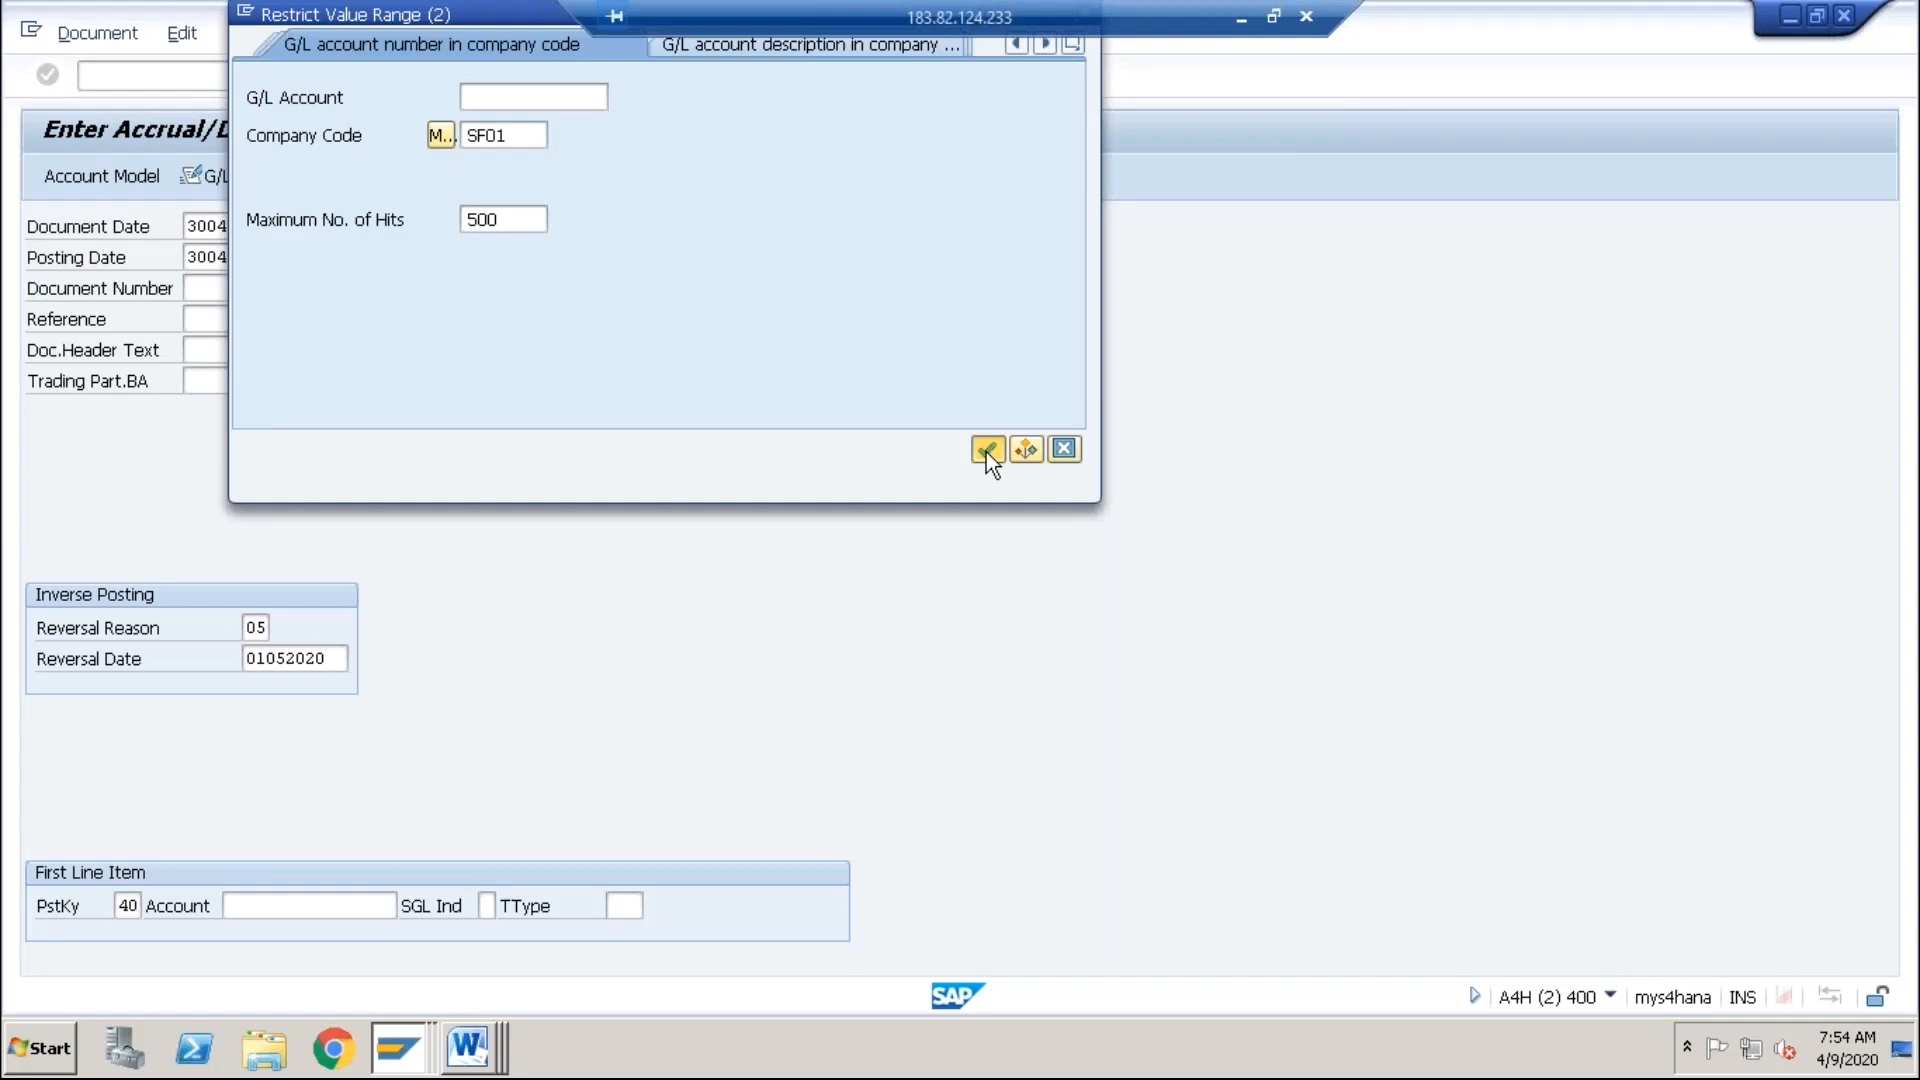 Restrict Value Range (2)
183.82.124.233
Document Edit
G/L account number in company code
G/L account description in company ...
G/L Account
Company Code M.. SF01
Enter Accrual/D
Account Model G/L
Maximum No. of Hits 500
Document Date 3004
Posting Date 3004
Document Number
Reference
Doc.Header Text
Trading Part.BA
Inverse Posting
Reversal Reason 05
Reversal Date 01052020
First Line Item
PstKy 40 Account SGL Ind TType
SAP
A4H (2) 400 mys4hana INS
Start
7:54 AM
4/9/2020